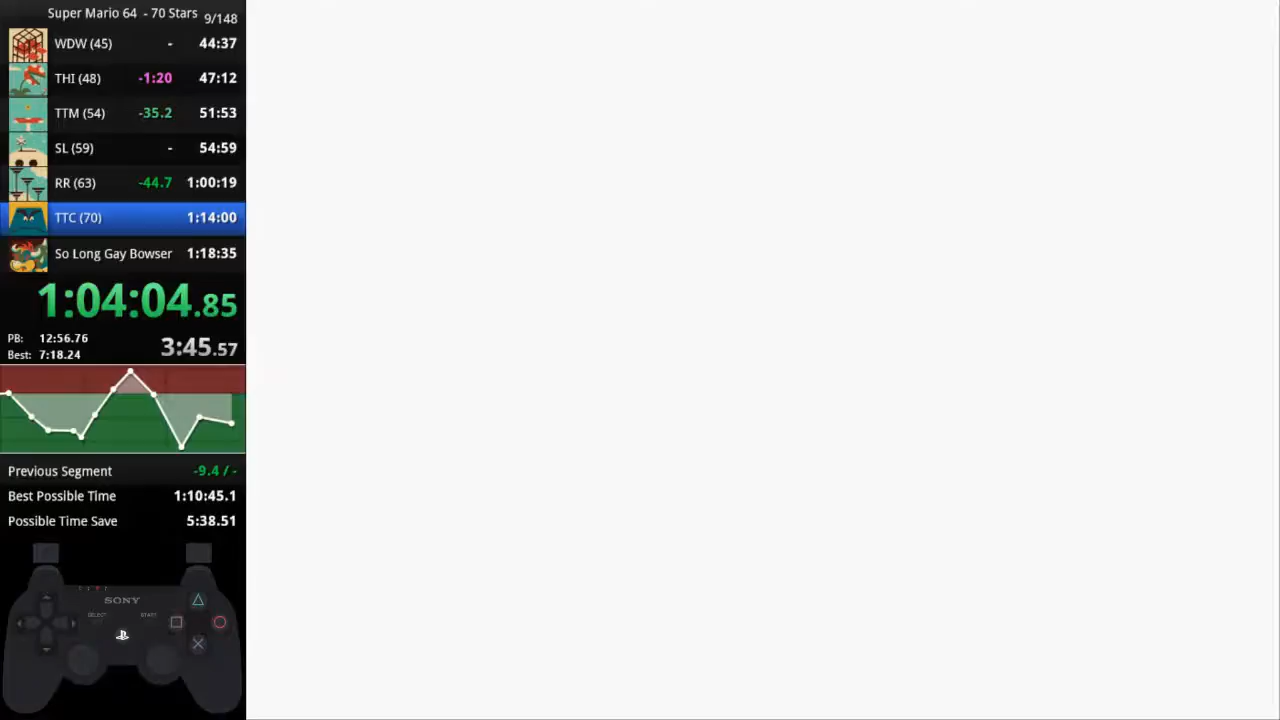 Super Mario 64 - 70 Stars 9/148
WDW (45) - 44:37
THI (48) -1:20 47:12
TTM (54) -35.2 51:53
SL (59) - 54:59
RR (63) -44.7 1:00:19
TTC (70) 1:14:00
So Long Gay Bowser 1:18:35
1:04:04.85
PB: 12:56.76
Best: 7:18.24
3:45.57
Previous Segment -9.4 / -
Best Possible Time 1:10:45.1
Possible Time Save 5:38.51
SONY
SELECT START